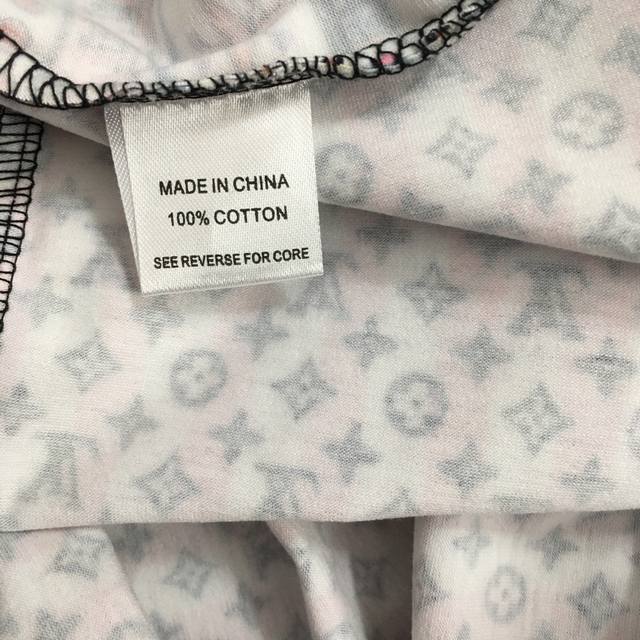 MADE IN CHINA
100% COTTON
SEE REVERSE FOR CORE